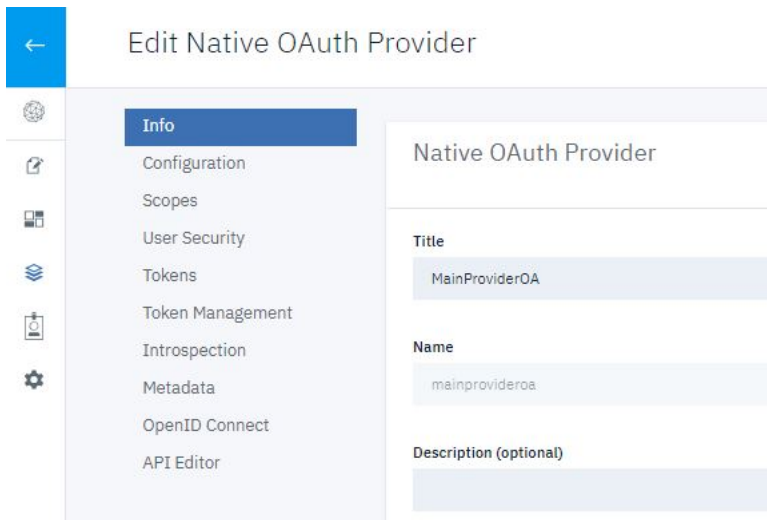 Edit Native OAuth Provider
Info
Configuration
Scopes
User Security
Tokens
Token Management
Introspection
Metadata
OpenID Connect
API Editor
Native OAuth Provider
Title
MainProviderOA
Name
mainprovideroa
Description (optional)